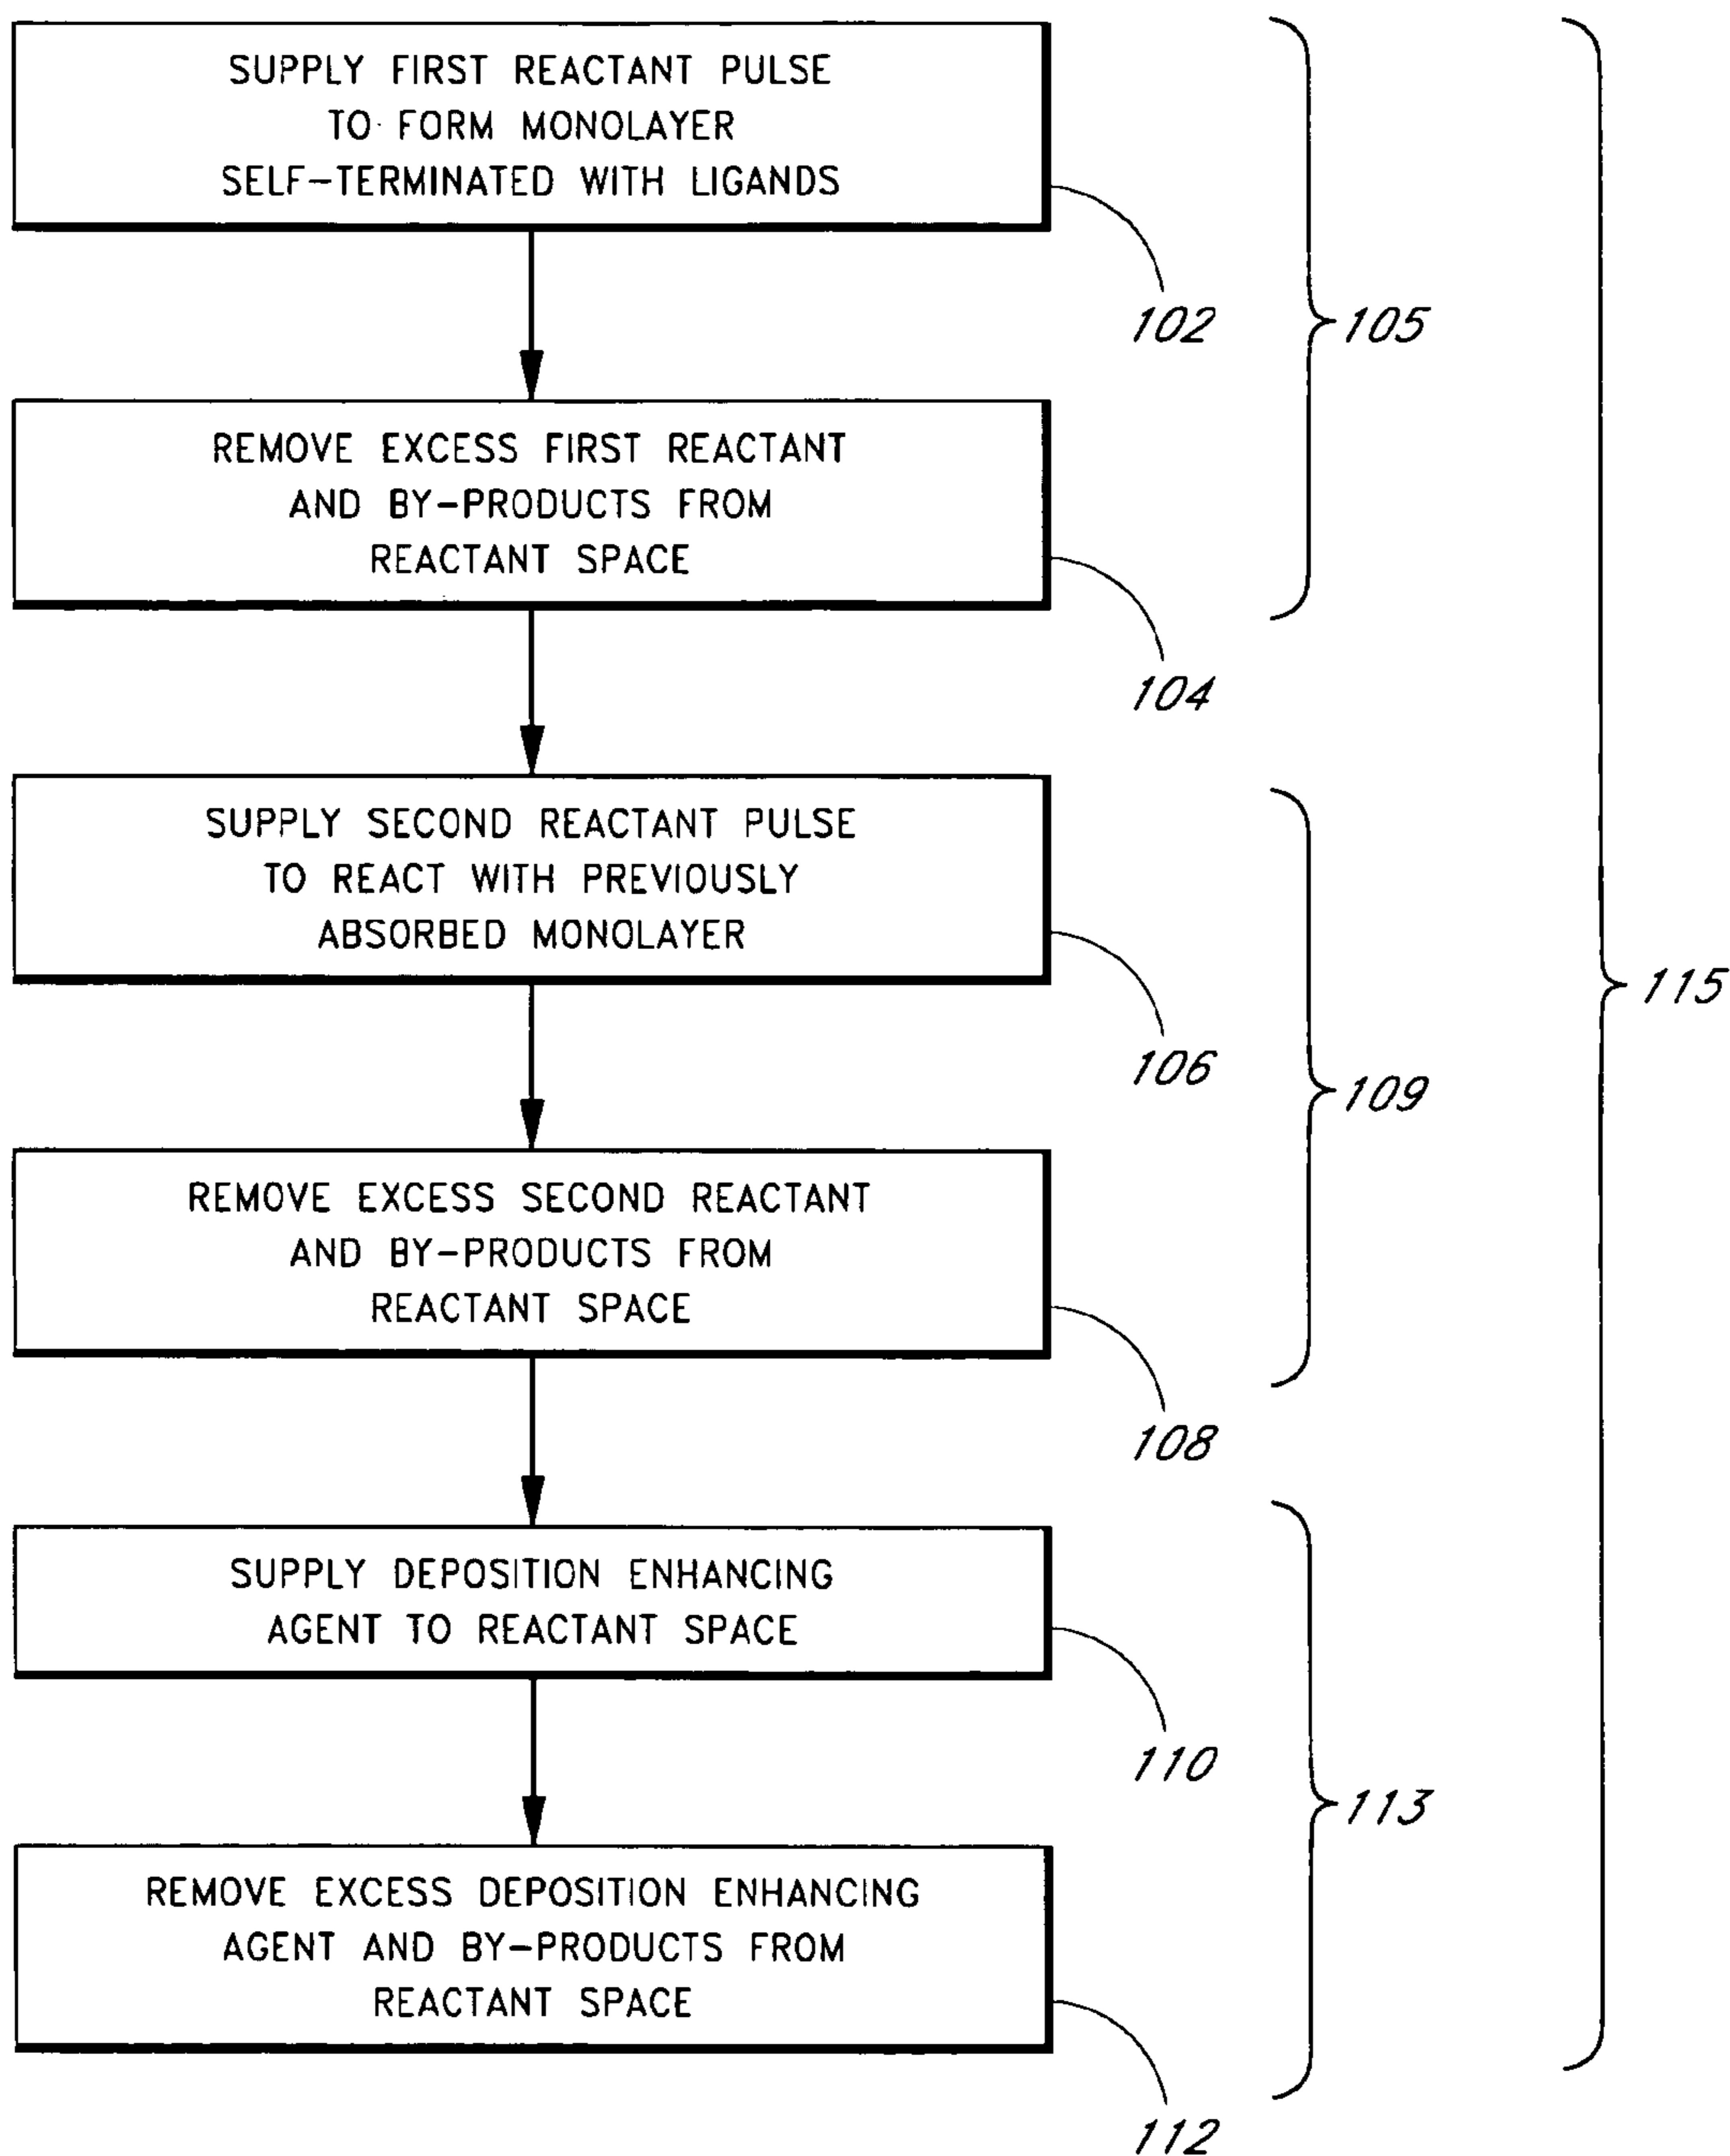 SUPPLY FIRST REACTANT PULSE
TO FORM MONOLAYER
SELF-TERMINATED WITH LIGANDS
102
105
REMOVE EXCESS FIRST REACTANT
AND BY-PRODUCTS FROM
REACTANT SPACE
104
SUPPLY SECOND REACTANT PULSE
TO REACT WITH PREVIOUSLY
ABSORBED MONOLAYER
115
106
109
REMOVE EXCESS SECOND REACTANT
AND BY-PRODUCTS FROM
REACTANT SPACE
108
SUPPLY DEPOSITION ENHANCING
AGENT TO REACTANT SPACE
110
113
REMOVE EXCESS DEPOSITION ENHANCING
AGENT AND BY-PRODUCTS FROM
REACTANT SPACE
112